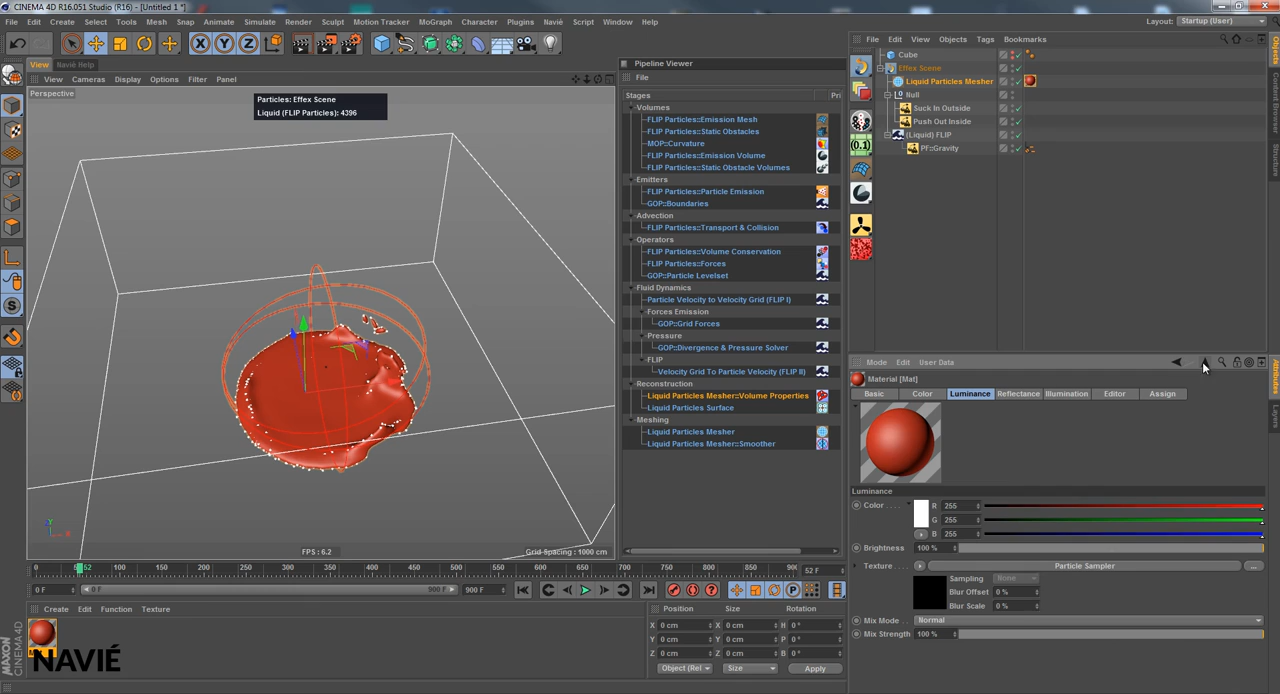 CINEMA 4D R16.051 Studio (R16) - [Untitled 1 *]
File Edit Create Select Tools Mesh Snap Animate Simulate Render Sculpt Motion Tracker MoGraph Character Plugins Naviè Script Window Help
Layout: Startup (User)
View Naviè Help
View Cameras Display Options Filter Panel
Perspective
Particles: Effex Scene
Liquid (FLIP Particles): 4396
FPS : 6.2
Grid Spacing : 1000 cm
Pipeline Viewer
File
Stages Pri
Volumes
FLIP Particles::Emission Mesh
FLIP Particles::Static Obstacles
MOP::Curvature
FLIP Particles::Emission Volume
FLIP Particles::Static Obstacle Volumes
Emitters
FLIP Particles::Particle Emission
GOP::Boundaries
Advection
FLIP Particles::Transport & Collision
Operators
FLIP Particles::Volume Conservation
FLIP Particles::Forces
GOP::Particle Levelset
Fluid Dynamics
Particle Velocity to Velocity Grid (FLIP I)
Forces Emission
GOP::Grid Forces
Pressure
GOP::Divergence & Pressure Solver
FLIP
Velocity Grid To Particle Velocity (FLIP II)
Reconstruction
Liquid Particles Mesher::Volume Properties
Liquid Particles Surface
Meshing
Liquid Particles Mesher
Liquid Particles Mesher::Smoother
File Edit View Objects Tags Bookmarks
Cube
Effex Scene
Liquid Particles Mesher
Null
Suck In Outside
Push Out Inside
(Liquid) FLIP
PF::Gravity
Objects
Content Browser
Structure
Mode Edit User Data
Material [Mat]
Basic Color Luminance Reflectance Illumination Editor Assign
Luminance
Color . . . . R 255
G 255
B 255
Brightness 100 %
Texture . . . Particle Sampler ...
Sampling None
Blur Offset 0 %
Blur Scale 0 %
Mix Mode . Normal
Mix Strength 100 %
Attributes
Layers
0 52 100 150 200 250 300 350 400 450 500 550 600 650 700 750 800 850 52 F
0 F 0 F 900 F 900 F
Create Edit Function Texture
Position Size Rotation
X 0 cm X 0 cm H 0 °
Y 0 cm Y 0 cm P 0 °
Z 0 cm Z 0 cm B 0 °
Object (Rel Size Apply
NAVIÉ
MAXON
CINEMA 4D